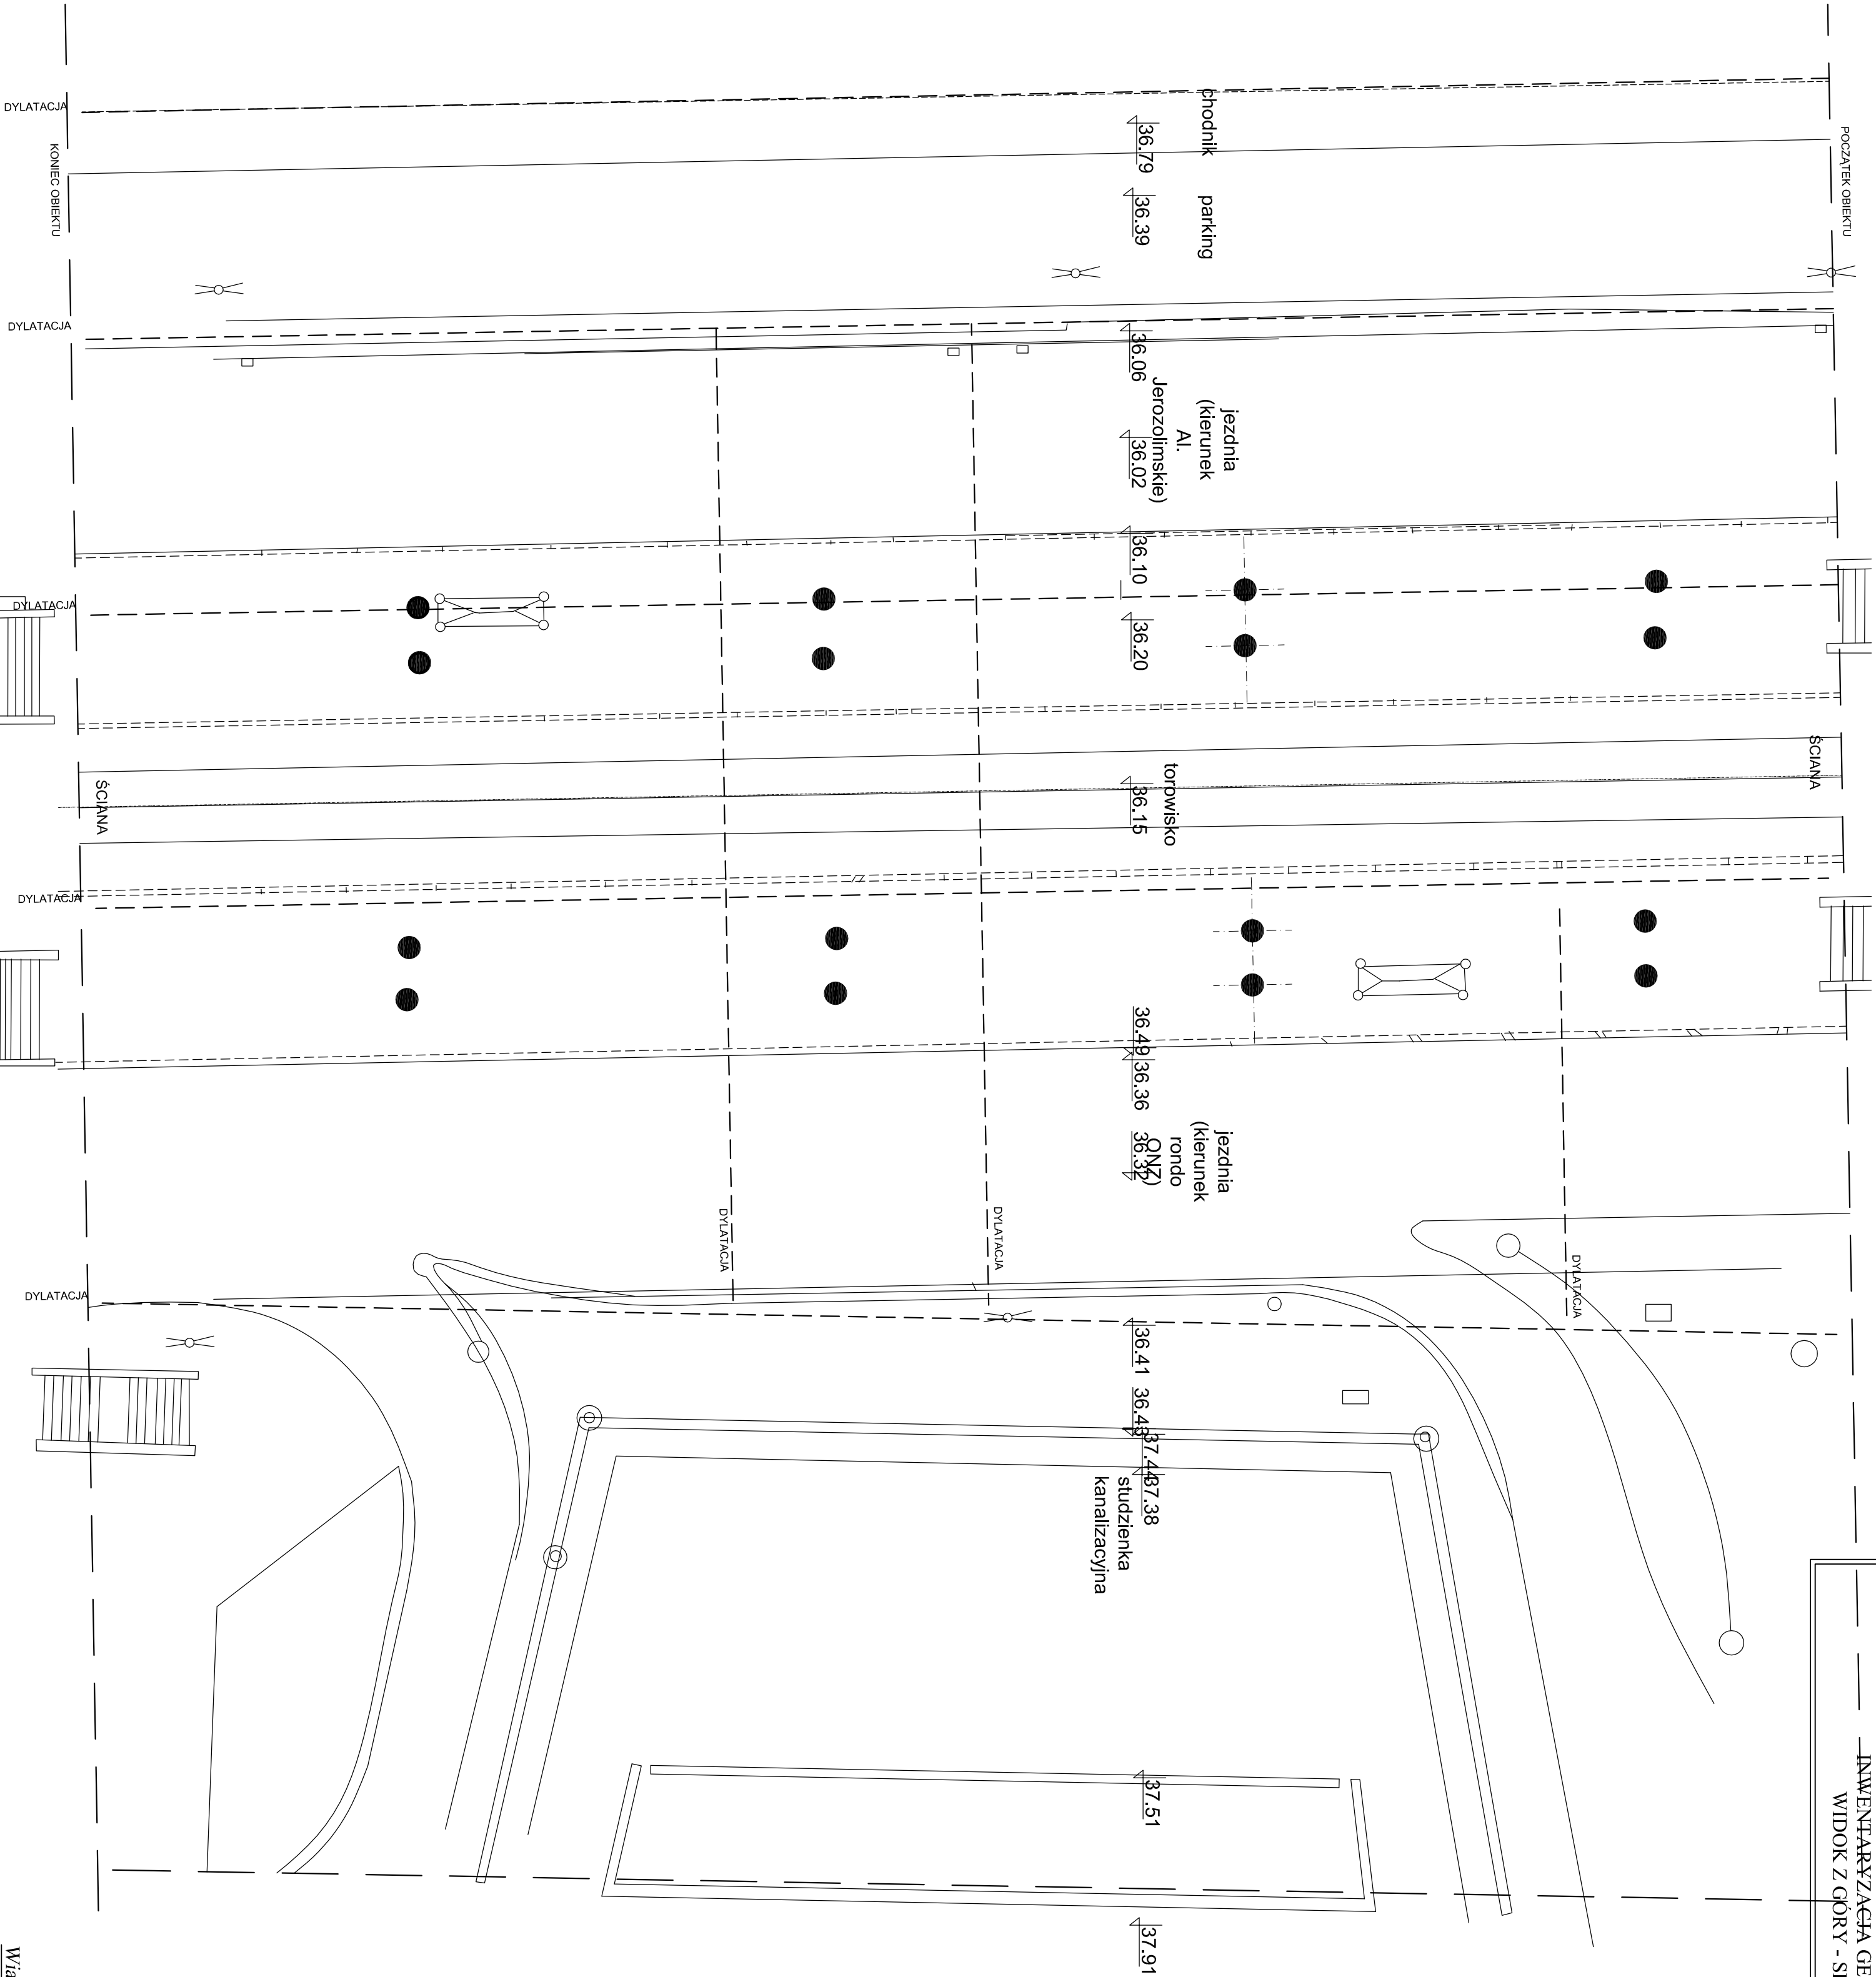 DYLATACJA
KONIEC OBIEKTU
POCZĄTEK OBIEKTU
chodnik
36.79
parking
36.39
DYLATACJA
36.06
jezdnia
(kierunek
Al.
Jerozolimskie)
36.02
36.10
DYLATACJA
36.20
ŚCIANA
ŚCIANA
torowisko
36.15
DYLATACJA
36.49
36.36
jezdnia
(kierunek
rondo
ONZ)
36.32
DYLATACJA
DYLATACJA
DYLATACJA
DYLATACJA
36.41
36.43
37.44
37.38
studzienka
kanalizacyjna
37.51
37.91
INWENTARYZACJA GE
WIDOK Z GÓRY - S
Wia